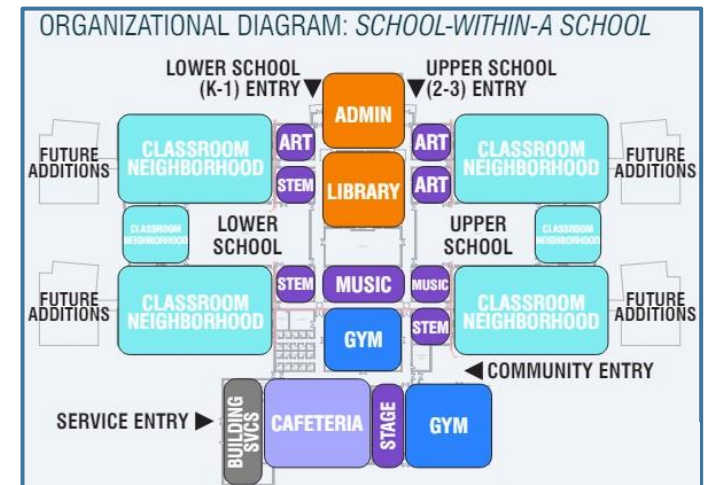 ORGANIZATIONAL DIAGRAM: SCHOOL-WITHIN-A SCHOOL
LOWER SCHOOL
(K-1) ENTRY
UPPER SCHOOL
(2-3) ENTRY
ADMIN
FUTURE
ADDITIONS
CLASSROOM
NEIGHBORHOOD
ART
STEM
LIBRARY
ART
ART
CLASSROOM
NEIGHBORHOOD
FUTURE
ADDITIONS
CLASSROOM
NEIGHBORHOOD
LOWER
SCHOOL
UPPER
SCHOOL
CLASSROOM
NEIGHBORHOOD
FUTURE
ADDITIONS
CLASSROOM
NEIGHBORHOOD
STEM
MUSIC
MUSIC
GYM
STEM
CLASSROOM
NEIGHBORHOOD
FUTURE
ADDITIONS
COMMUNITY ENTRY
SERVICE ENTRY
BUILDING
SVCS
CAFETERIA
STAGE
GYM